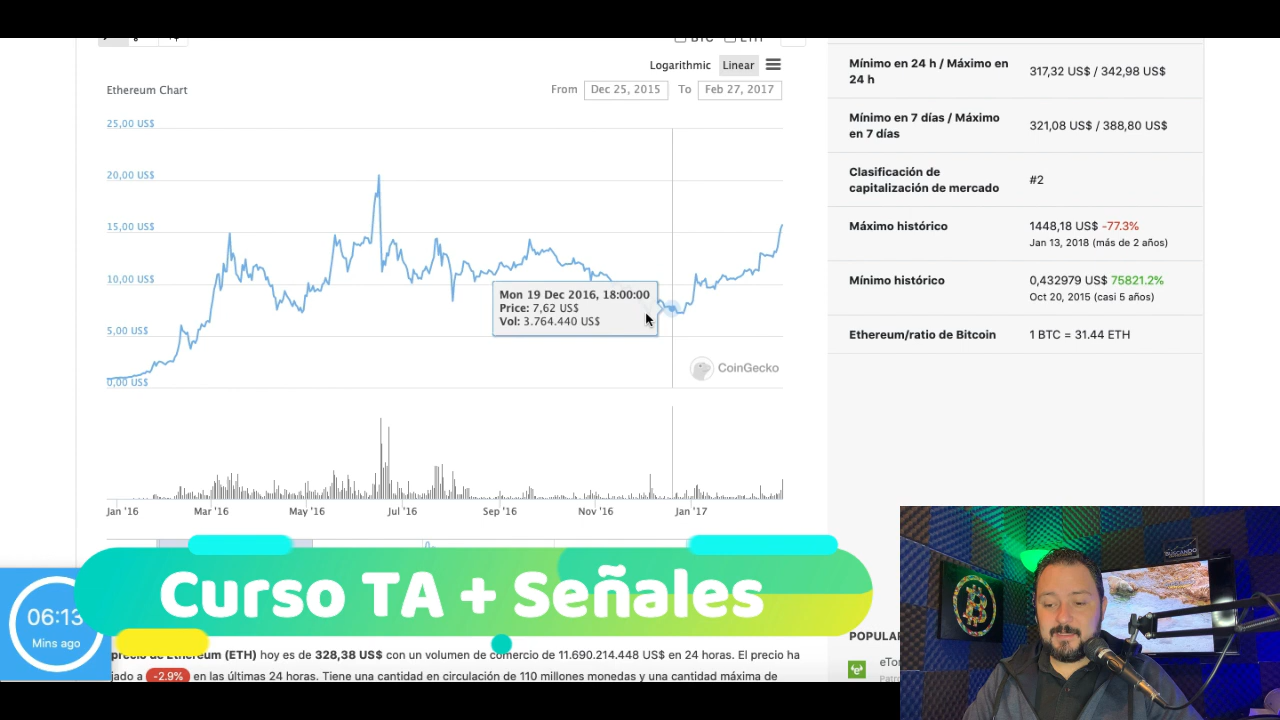 BTC ETH
Logarithmic Linear
Ethereum Chart
From Dec 25, 2015 To Feb 27, 2017
25,00 US$
20,00 US$
15,00 US$
10,00 US$
5,00 US$
0,00 US$
Mon 19 Dec 2016, 18:00:00
Price: 7,62 US$
Vol: 3.764.440 US$
CoinGecko
Jan '16 Mar '16 May '16 Jul '16 Sep '16 Nov '16 Jan '17
Mínimo en 24 h / Máximo en
24 h
317,32 US$ / 342,98 US$
Mínimo en 7 días / Máximo
en 7 días
321,08 US$ / 388,80 US$
Clasificación de
capitalización de mercado
#2
Máximo histórico
1448,18 US$ -77.3%
Jan 13, 2018 (más de 2 años)
Mínimo histórico
0,432979 US$ 75821.2%
Oct 20, 2015 (casi 5 años)
Ethereum/ratio de Bitcoin
1 BTC = 31.44 ETH
Curso TA + Señales
06:13
Mins ago
precio de Ethereum (ETH) hoy es de 328,38 US$ con un volumen de comercio de 11.690.214.448 US$ en 24 horas. El precio ha
jado a -2.9% en las últimas 24 horas. Tiene una cantidad en circulación de 110 millones monedas y una cantidad máxima de
POPULA
eTor
BUSCANDO